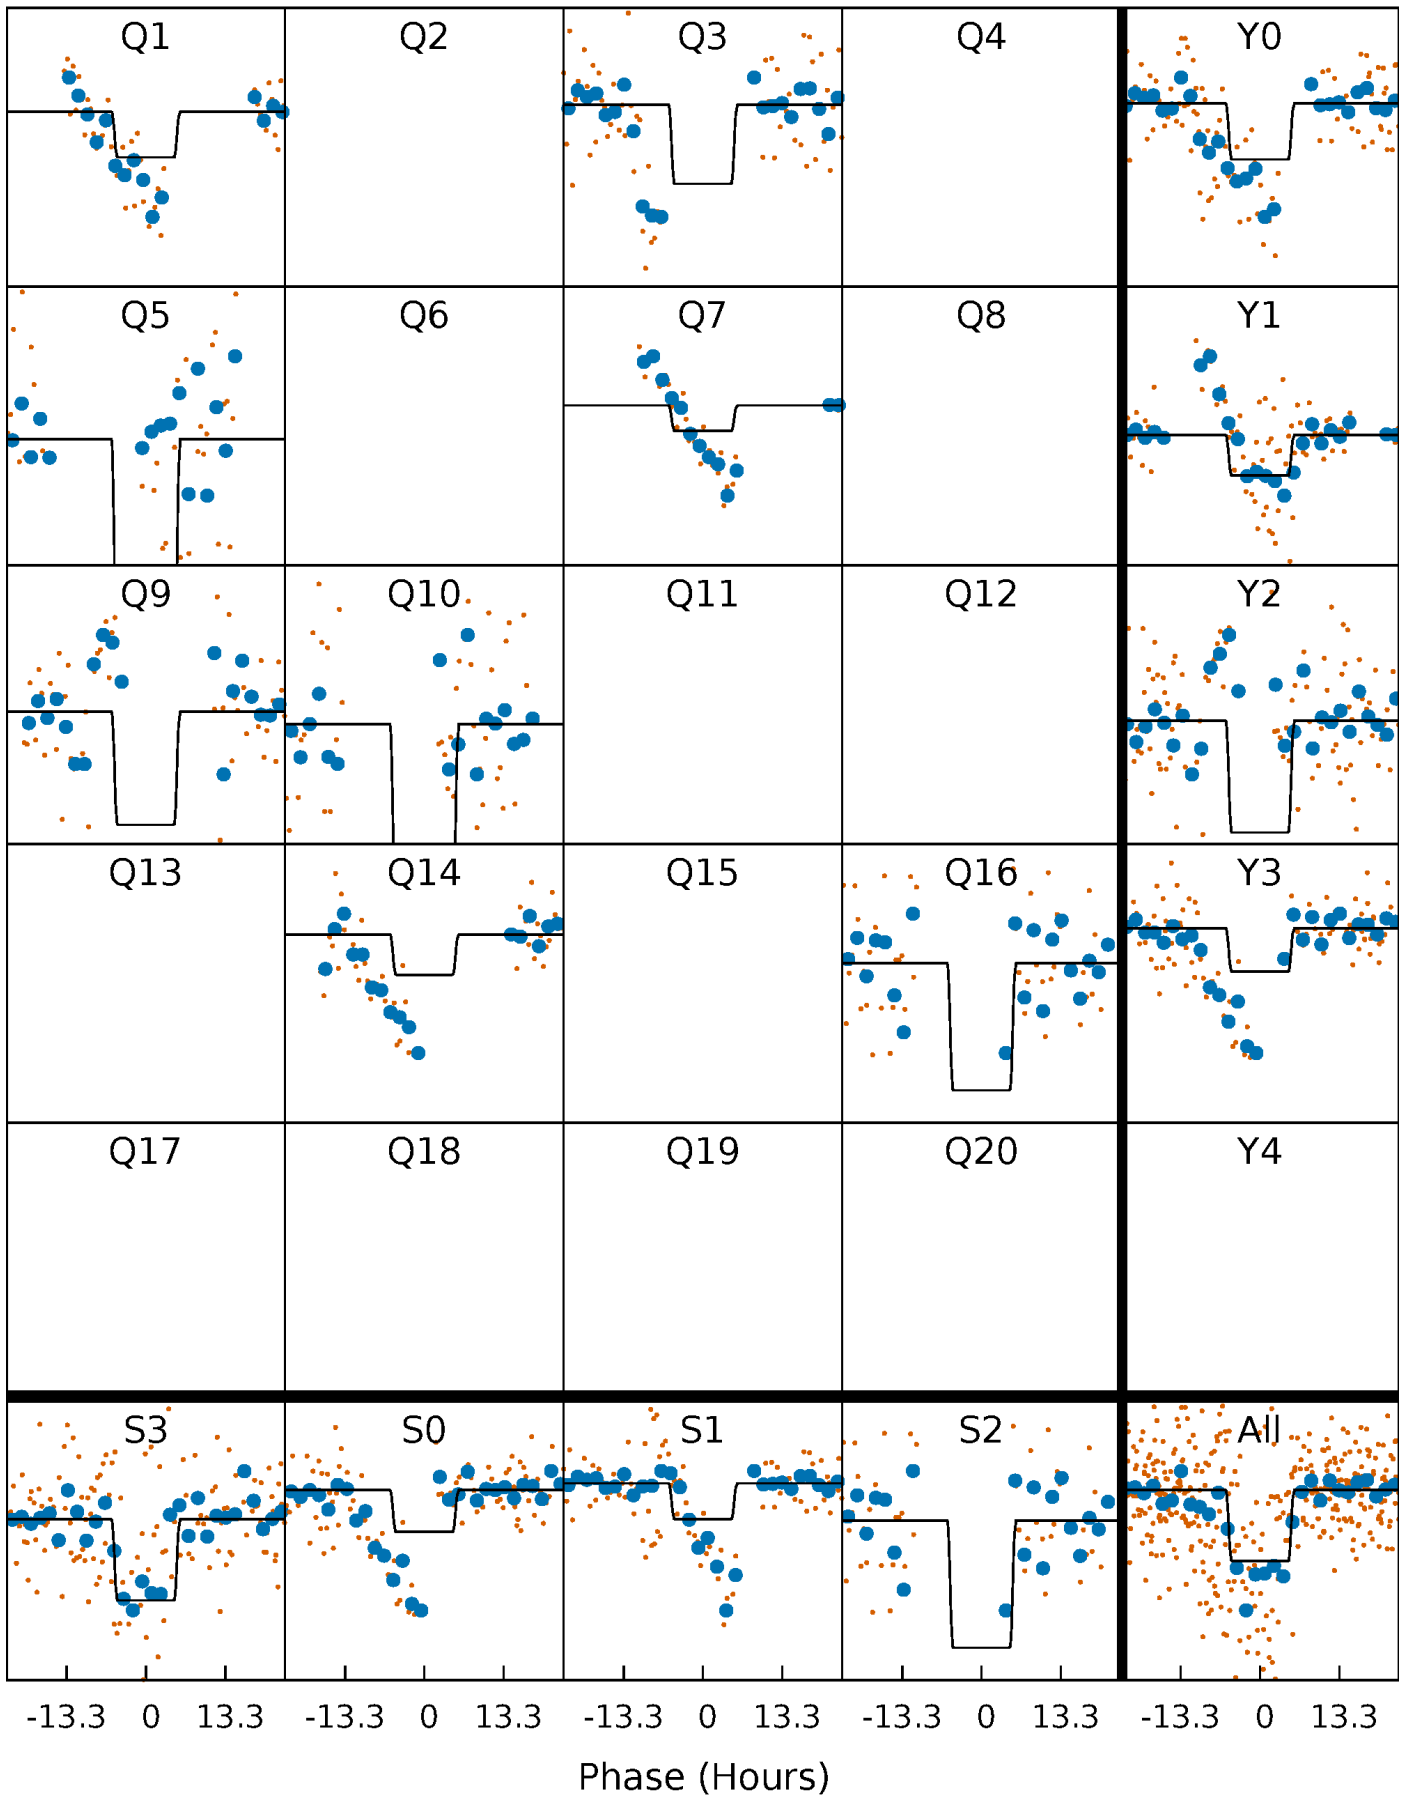 Q1 Q2 Q3 Q4 Y0
Q5 Q6 Q7 Q8 Y1
Q9 Q10 Q11 Q12 Y2
Q13 Q14 Q15 Q16 Y3
Q17 Q18 Q19 Q20 Y4
S3 S0 S1 S2 All
-13.3 0 13.3 -13.3 0 13.3 -13.3 0 13.3 -13.3 0 13.3 -13.3 0 13.3
Phase (Hours)